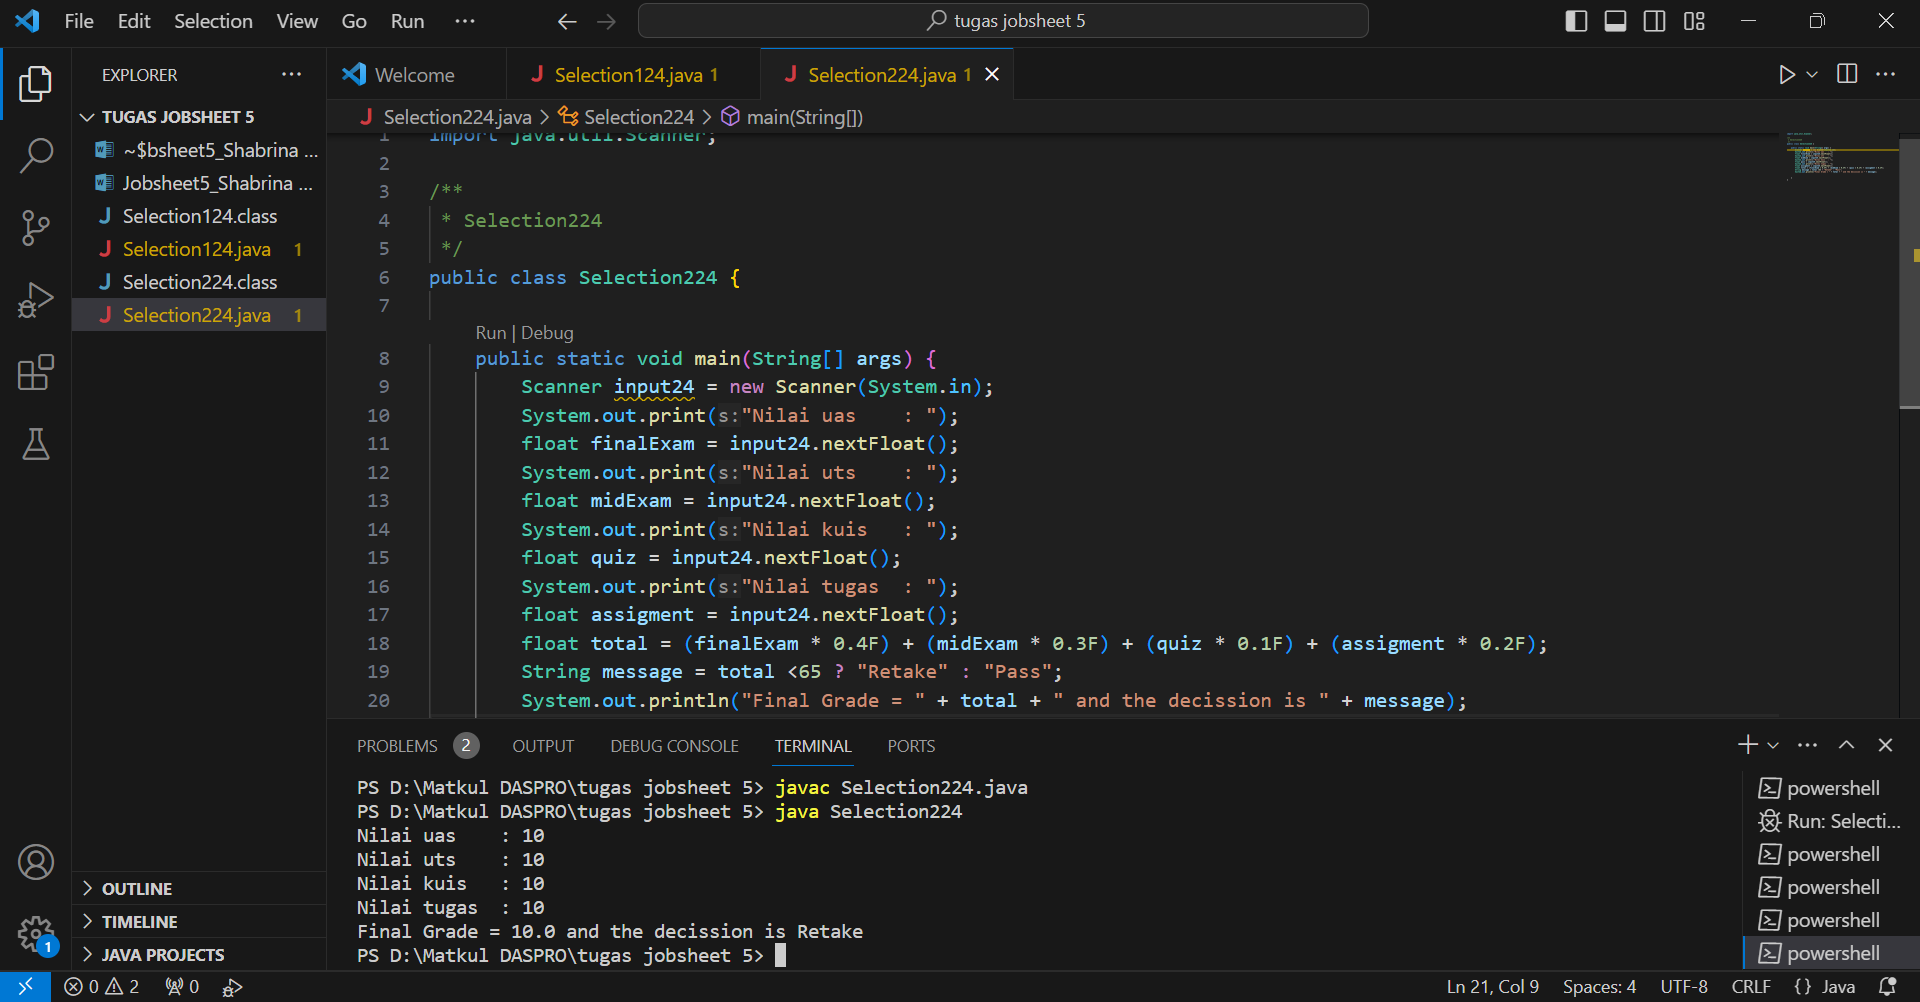 File Edit Selection View Go Run ···
tugas jobsheet 5
EXPLORER
Welcome
Selection124.java 1
Selection224.java 1
TUGAS JOBSHEET 5
~$bsheet5_Shabrina ...
Jobsheet5_Shabrina ...
Selection124.class
Selection124.java 1
Selection224.class
Selection224.java 1
Selection224.java > Selection224 > main(String[])
1 import java.util.Scanner;
2
3 /**
4 * Selection224
5 */
6 public class Selection224 {
7
Run | Debug
8 public static void main(String[] args) {
9 Scanner input24 = new Scanner(System.in);
10 System.out.print(s:"Nilai uas    : ");
11 float finalExam = input24.nextFloat();
12 System.out.print(s:"Nilai uts    : ");
13 float midExam = input24.nextFloat();
14 System.out.print(s:"Nilai kuis   : ");
15 float quiz = input24.nextFloat();
16 System.out.print(s:"Nilai tugas  : ");
17 float assigment = input24.nextFloat();
18 float total = (finalExam * 0.4F) + (midExam * 0.3F) + (quiz * 0.1F) + (assigment * 0.2F);
19 String message = total <65 ? "Retake" : "Pass";
20 System.out.println("Final Grade = " + total + " and the decission is " + message);
PROBLEMS 2 OUTPUT DEBUG CONSOLE TERMINAL PORTS
PS D:\Matkul DASPRO\tugas jobsheet 5> javac Selection224.java
PS D:\Matkul DASPRO\tugas jobsheet 5> java Selection224
Nilai uas    : 10
Nilai uts    : 10
Nilai kuis   : 10
Nilai tugas  : 10
Final Grade = 10.0 and the decission is Retake
PS D:\Matkul DASPRO\tugas jobsheet 5>
powershell
Run: Selecti...
powershell
powershell
powershell
powershell
OUTLINE
TIMELINE
JAVA PROJECTS
1
0 2 0
Ln 21, Col 9 Spaces: 4 UTF-8 CRLF {} Java